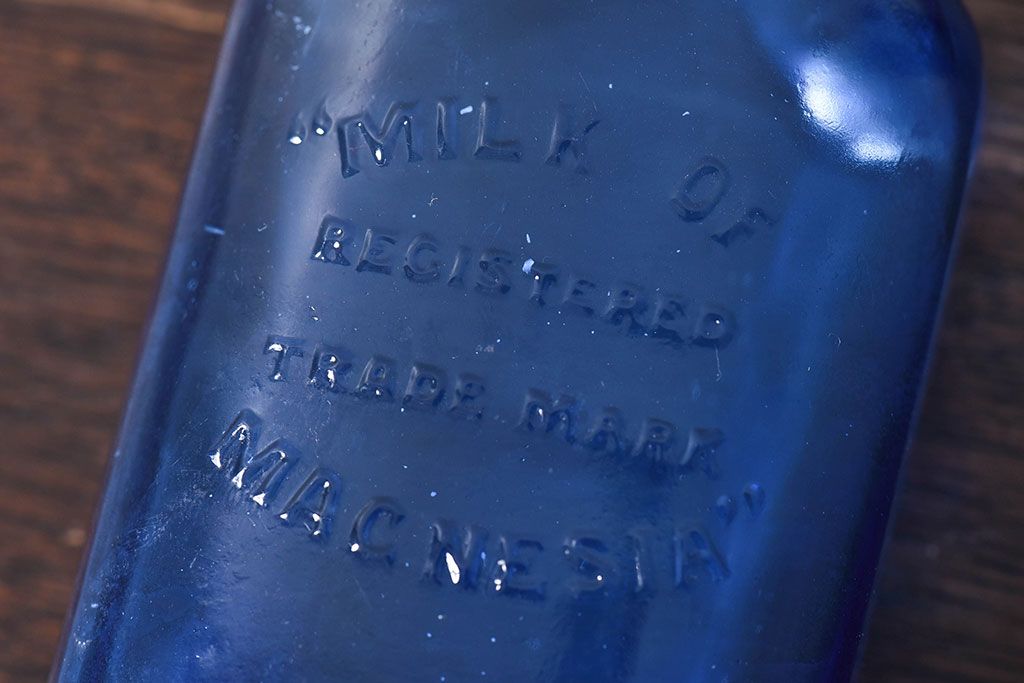 "MILK OF
REGISTERED
TRADE MARK
MAGNESIA"